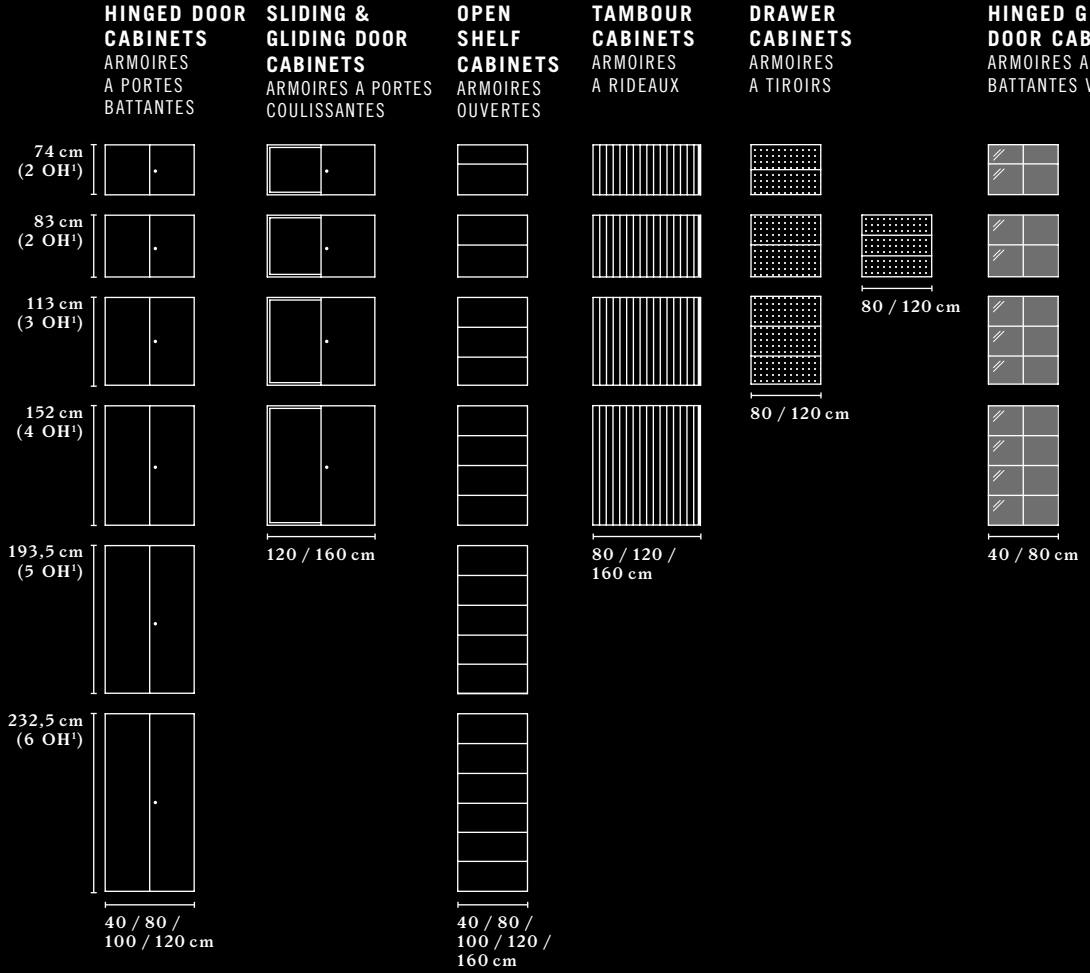 HINGED DOOR
CABINETS
ARMOIRES
A PORTES
BATTANTES
SLIDING &
GLIDING DOOR
CABINETS
ARMOIRES A PORTES
COULISSANTES
OPEN
SHELF
CABINETS
ARMOIRES
OUVERTES
TAMBOUR
CABINETS
ARMOIRES
A RIDEAUX
DRAWER
CABINETS
ARMOIRES
A TIROIRS
HINGED
DOOR
ARMOIRES A
BATTANTES
74 cm
(2 OH¹)
83 cm
(2 OH¹)
80 / 120 cm
113 cm
(3 OH¹)
80 / 120 cm
152 cm
(4 OH¹)
120 / 160 cm
80 / 120 /
160 cm
40 / 80 cm
193,5 cm
(5 OH¹)
232,5 cm
(6 OH¹)
40 / 80 /
100 / 120 cm
40 / 80 /
100 / 120 /
160 cm